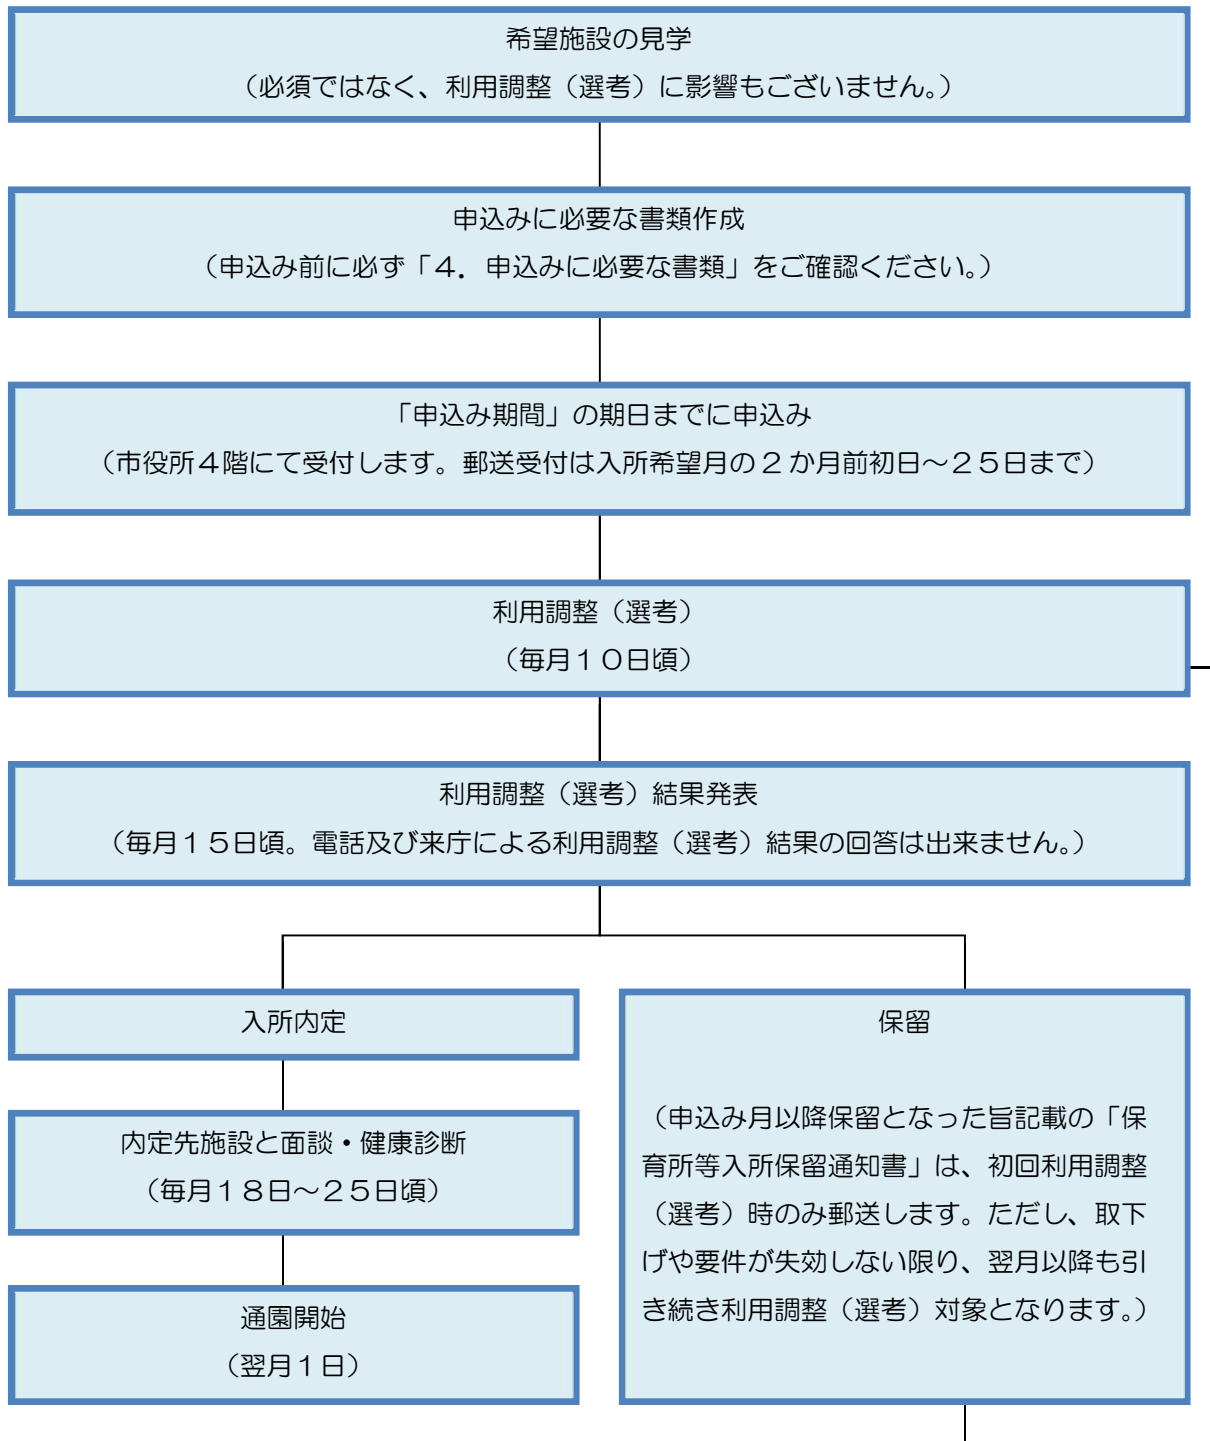 希望施設の見学
（必須ではなく、利用調整（選考）に影響もございません。）
申込みに必要な書類作成
（申込み前に必ず「４．申込みに必要な書類」をご確認ください。）
「申込み期間」の期日までに申込み
（市役所４階にて受付します。郵送受付は入所希望月の２か月前初日～２５日まで）
利用調整（選考）
（毎月１０日頃）
利用調整（選考）結果発表
（毎月１５日頃。電話及び来庁による利用調整（選考）結果の回答は出来ません。）
入所内定
内定先施設と面談・健康診断
（毎月１８日～２５日頃）
通園開始
（翌月１日）
保留
（申込み月以降保留となった旨記載の「保
育所等入所保留通知書」は、初回利用調整
（選考）時のみ郵送します。ただし、取下
げや要件が失効しない限り、翌月以降も引
き続き利用調整（選考）対象となります。）